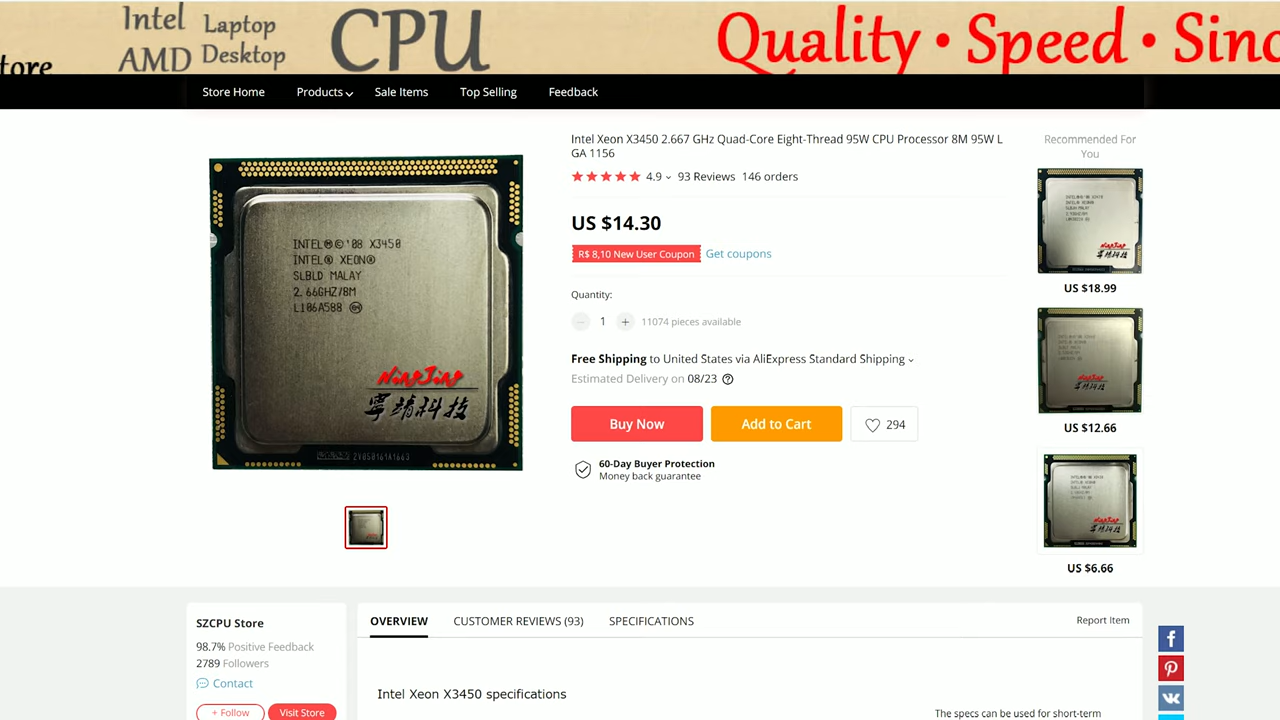 tore
Intel Laptop
AMD Desktop
CPU
Quality • Speed • Sinc
Store Home Products Sale Items Top Selling Feedback
INTEL®©'08 X3450
INTEL® XEON®
SLBLD MALAY
2.66GHZ/8M
L106A588
NingJing
寧靖科技
2V050161A1663
Intel Xeon X3450 2.667 GHz Quad-Core Eight-Thread 95W CPU Processor 8M 95W L
GA 1156
4.9 93 Reviews 146 orders
US $14.30
R$ 8,10 New User Coupon Get coupons
Quantity:
1 + 11074 pieces available
Free Shipping to United States via AliExpress Standard Shipping
Estimated Delivery on 08/23 ?
Buy Now Add to Cart 294
60-Day Buyer Protection
Money back guarantee
Recommended For
You
US $18.99
US $12.66
US $6.66
SZCPU Store
98.7% Positive Feedback
2789 Followers
Contact
+ Follow Visit Store
OVERVIEW CUSTOMER REVIEWS (93) SPECIFICATIONS Report Item
Intel Xeon X3450 specifications
The specs can be used for short-term